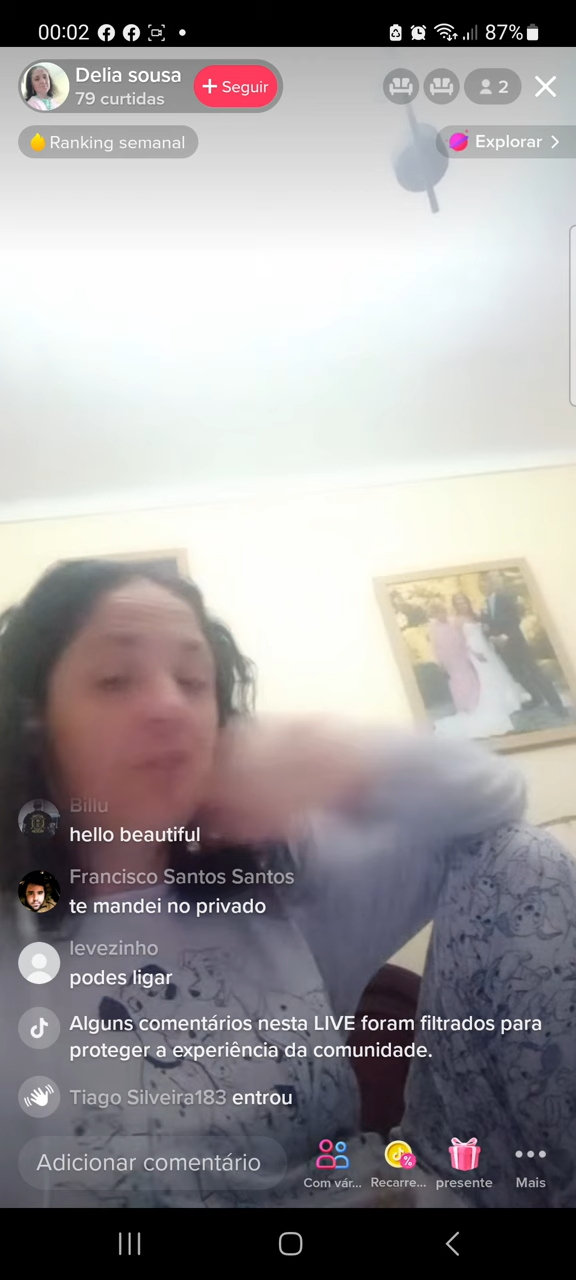 00:02
87%
Delia sousa
79 curtidas
+ Seguir
2
Ranking semanal
Explorar
Billu
hello beautiful
Francisco Santos Santos
te mandei no privado
levezinho
podes ligar
Alguns comentários nesta LIVE foram filtrados para
proteger a experiência da comunidade.
Tiago Silveira183 entrou
Adicionar comentário
Com vár...
Recarre...
presente
Mais